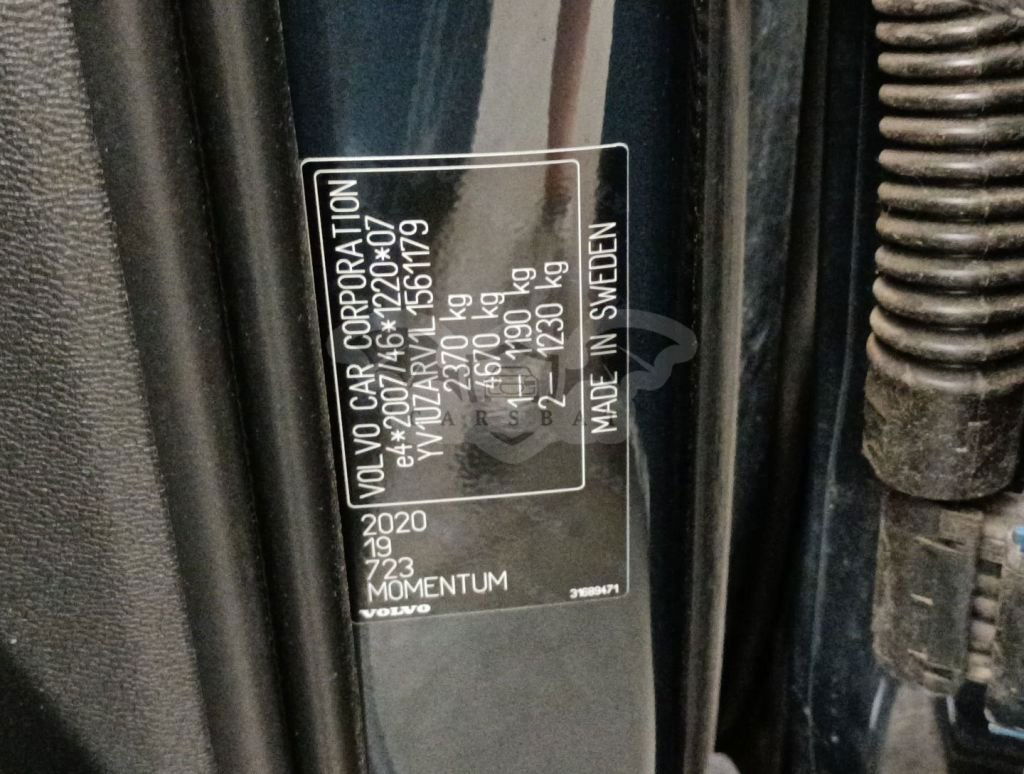 VOLVO CAR CORPORATION
e4*2007/46*1220*07
YV1UZARV1L1561179
2370 kg
4670 kg
1– 1190 kg
2– 1230 kg
MADE IN SWEDEN
2020
19
723
MOMENTUM
VOLVO
31689471
CARSBA